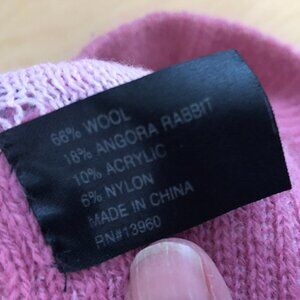 66% WOOL
18% ANGORA RABBIT
10% ACRYLIC
6% NYLON
MADE IN CHINA
RN#13960